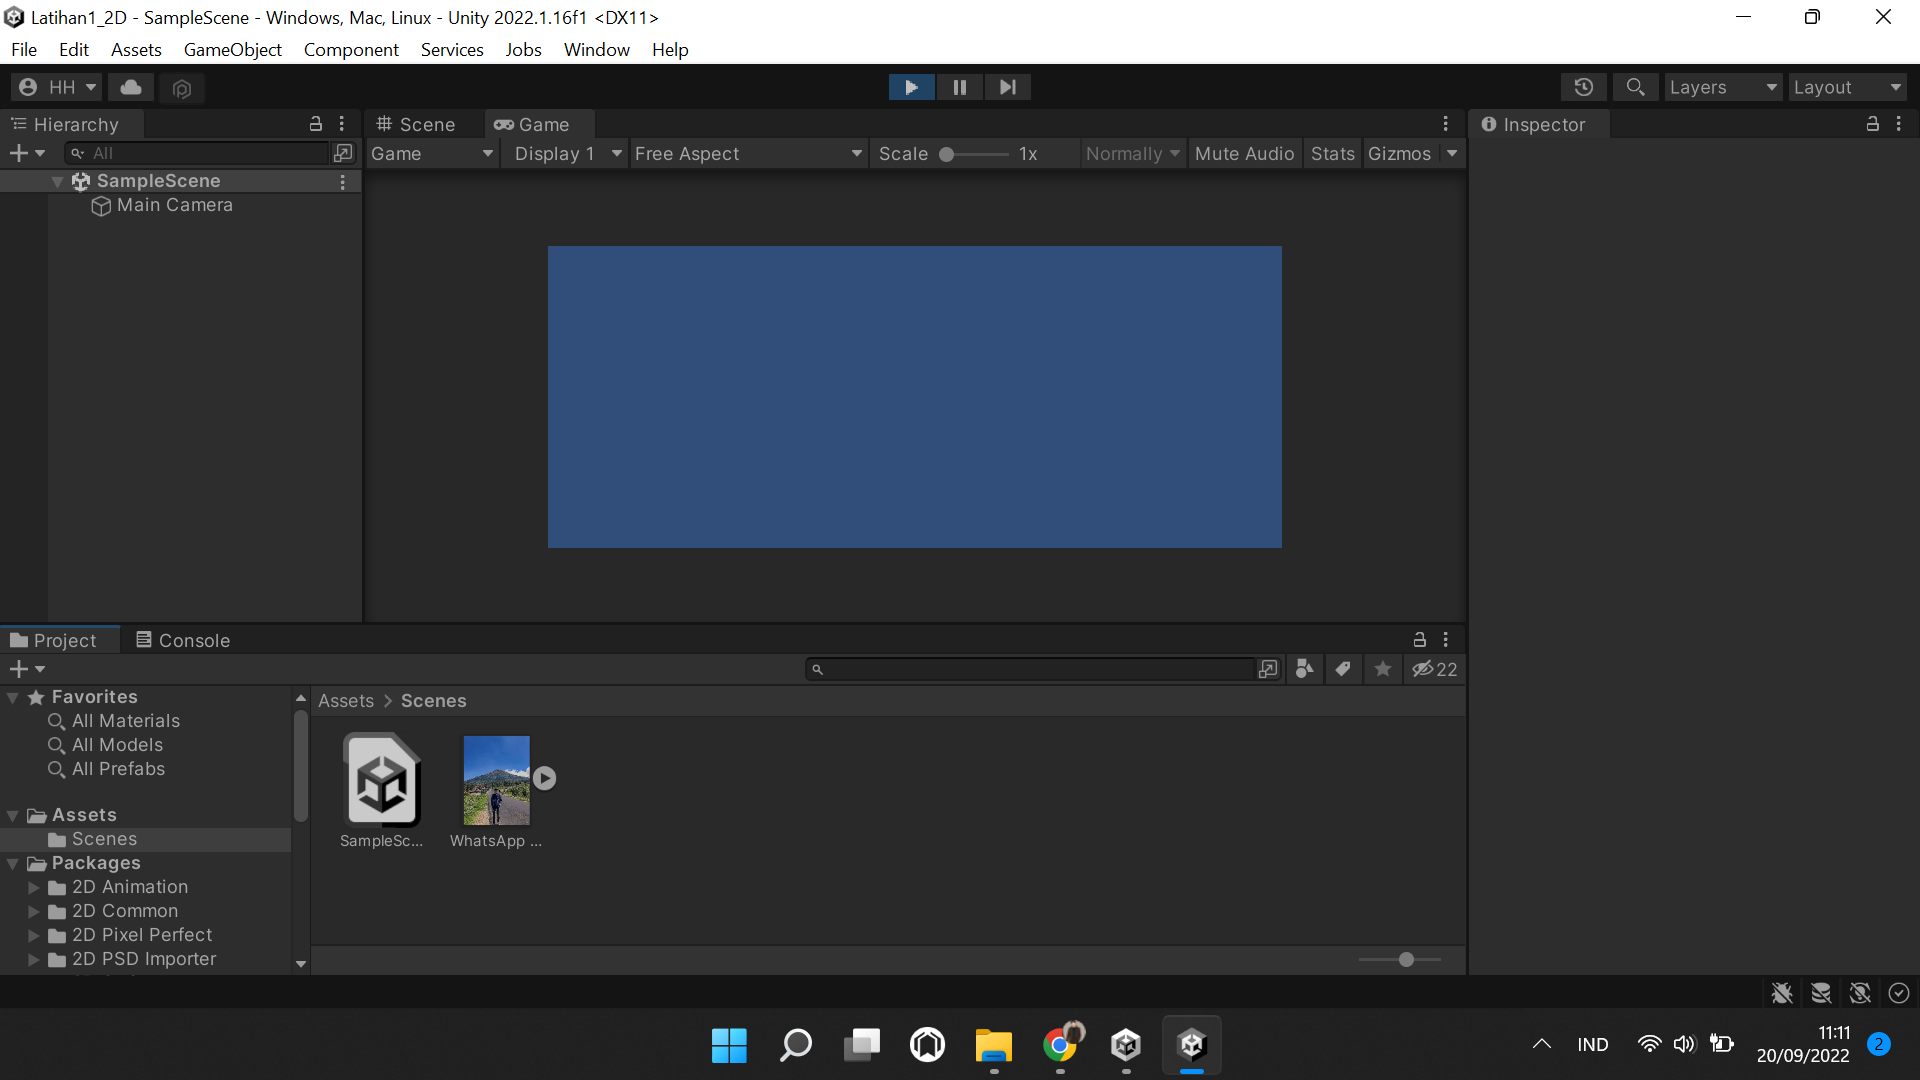 Latihan1_2D - SampleScene - Windows, Mac, Linux - Unity 2022.1.16f1 <DX11>
File Edit Assets GameObject Component Services Jobs Window Help
HH Layers Layout
Hierarchy Scene Game Inspector
All Game Display 1 Free Aspect Scale 1x Normally Mute Audio Stats Gizmos
SampleScene
Main Camera
Project Console
22
Favorites Assets > Scenes
All Materials
All Models
All Prefabs
Assets SampleSc... WhatsApp ...
Scenes
Packages
2D Animation
2D Common
2D Pixel Perfect
2D PSD Importer
IND 11:11 2
20/09/2022